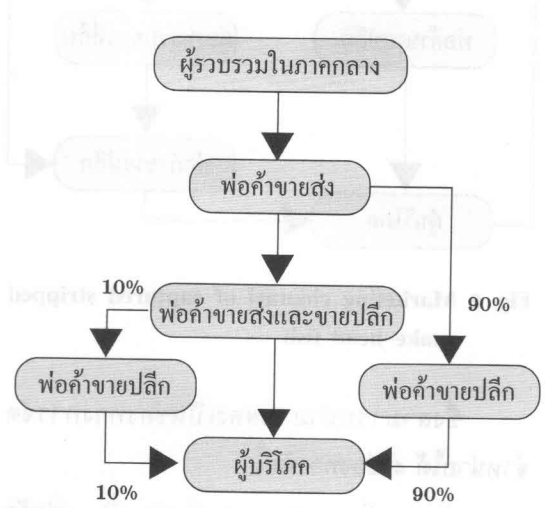 ผู้รวบรวมในภาคกลาง
พ่อค้าขายส่ง
10%
90%
พ่อค้าขายส่งและขายปลีก
พ่อค้าขายปลีก
พ่อค้าขายปลีก
ผู้บริโภค
10%
90%